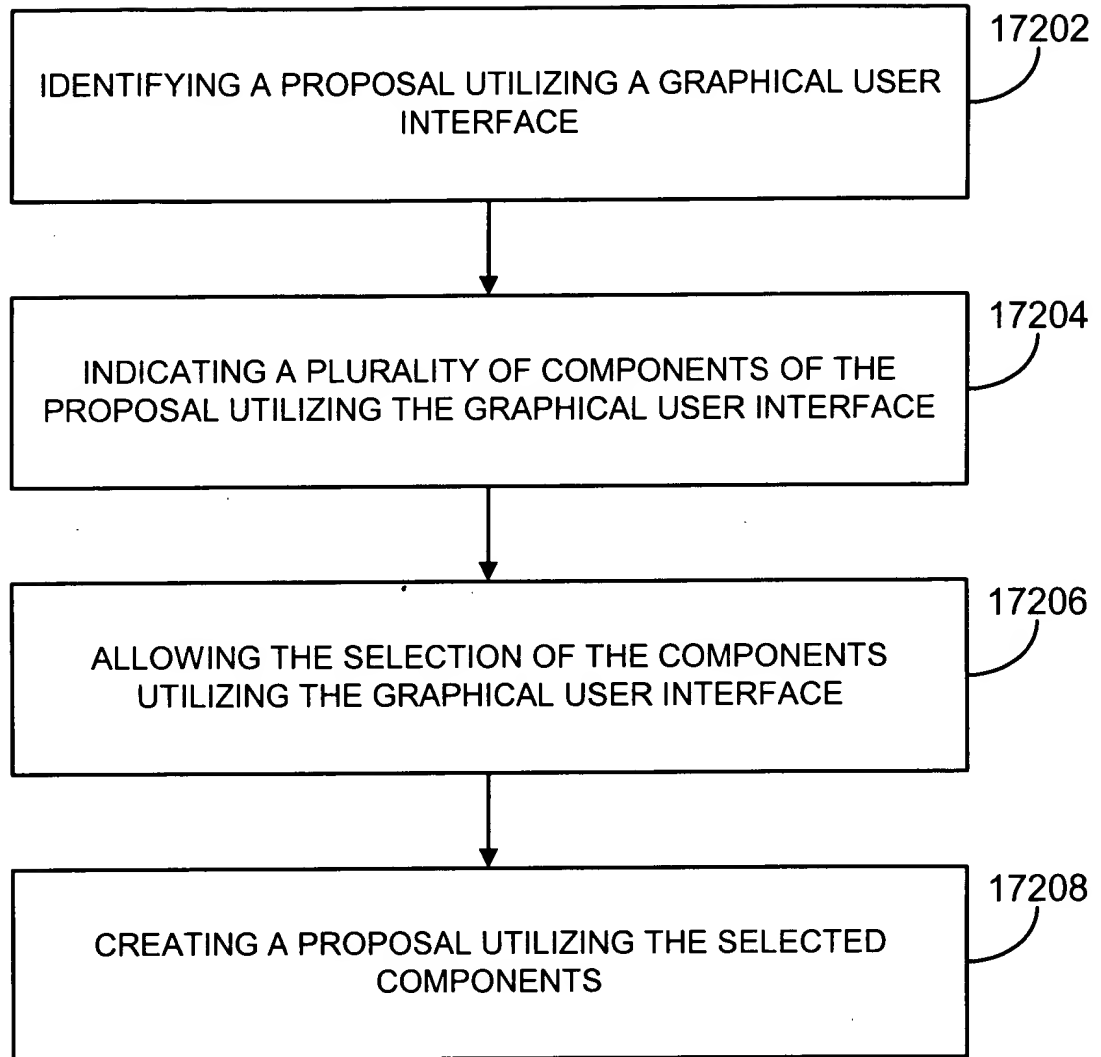 17202
IDENTIFYING A PROPOSAL UTILIZING A GRAPHICAL USER
INTERFACE
17204
INDICATING A PLURALITY OF COMPONENTS OF THE
PROPOSAL UTILIZING THE GRAPHICAL USER INTERFACE
17206
ALLOWING THE SELECTION OF THE COMPONENTS
UTILIZING THE GRAPHICAL USER INTERFACE
17208
CREATING A PROPOSAL UTILIZING THE SELECTED
COMPONENTS